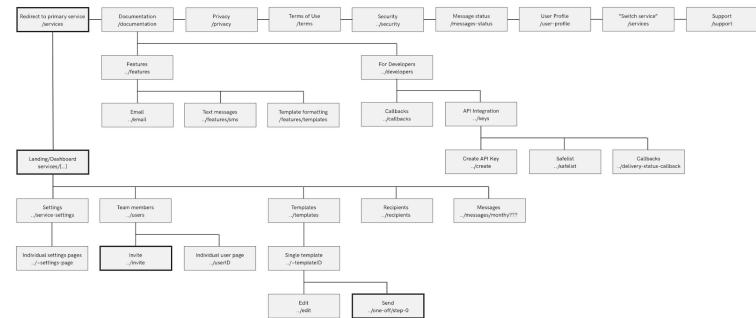 Redirect to primary service
/services
Documentation
/documentation
Privacy
/privacy
Terms of Use
/terms
Security
../security
Message status
/messages-status
User Profile
/user-profile
"Switch service"
/services
Support
/support
Features
../features
For Developers
../developers
Email
../email
Text messages
../features/sms
Template formatting
/features/templates
Callbacks
../callbacks
API Integration
../keys
Landing/Dashboard
services/[...]
Create API Key
../create
Safelist
../safelist
Callbacks
../delivery-status-callback
Settings
../service-settings
Team members
../users
Templates
../templates
Recipients
../recipients
Messages
../messages/monthy???
Individual settings pages
../~settings-page
Invite
../invite
Individual user page
../userID
Single template
../~templateID
Edit
../edit
Send
../one-off/step-0